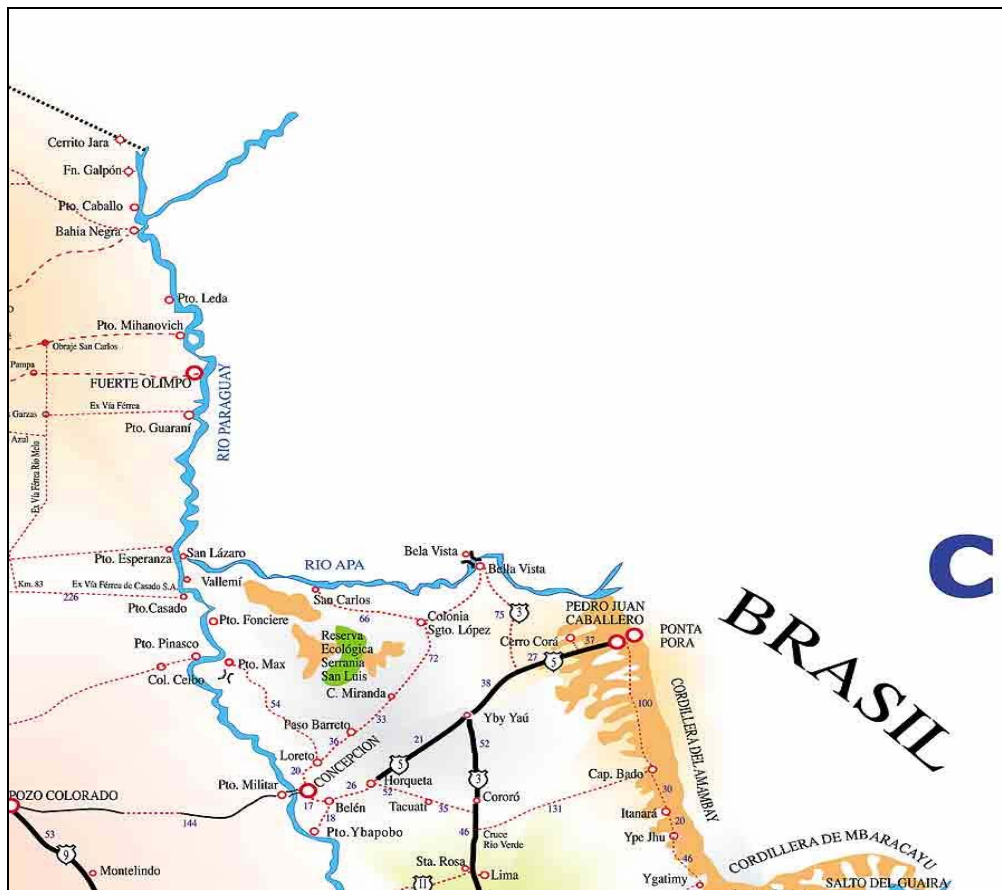 Cerrito Jara
Fn. Galpón
Pto. Caballo
Bahia Negra
Pto. Leda
Pto. Mihanovich
Obraje San Carlos
Pampa
FUERTE OLIMPO
RIO PARAGUAY
Ex Vía Férrea
Garzas
Pto. Guaraní
Azul
Ex Vía Férrea Rio Melo
Pto. Esperanza
San Lázaro
RIO APA
Bela Vista
Bella Vista
C
Km. 83
Ex Vía Férrea de Casado S.A.
Vallemí
226
Pto.Casado
San Carlos
66
Colonia
Sgto. López
75
3
PEDRO JUAN
CABALLERO
BRASIL
Pto. Fonciere
Reserva
Ecológica
Serrania
San Luis
Cerro Corá
37
PONTA
PORA
Pto. Pinasco
Pto. Max
72
27
5
Col. Ceibo
C. Miranda
38
CORDILLERA DEL AMAMBAY
54
33
100
Paso Barreto
36
Yby Yaú
21
52
Loreto
20
CONCEPCION
5
3
Cap. Bado
Pto. Militar
26
Horqueta
52
30
POZO COLORADO
17
Belén
Tacuati
35
Cororó
131
Itanará
144
18
20
53
Pto.Ybapobo
46
Cruce
Rio Verde
Ype Jhu
9
46
CORDILLERA DE MBARACAYU
Montelindo
Sta. Rosa
Lima
Ygatimy
SALTO DEL GUAIRA